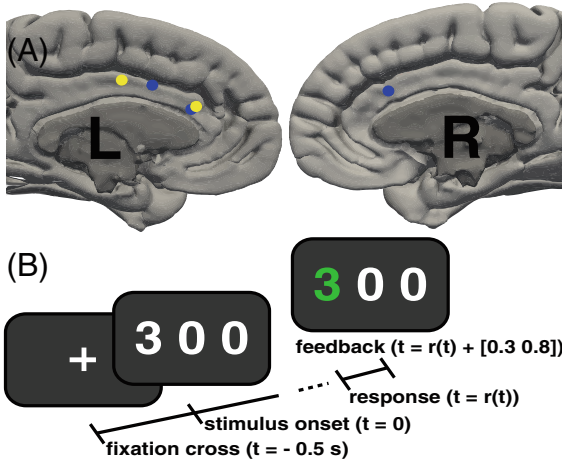 (A)
L
R
(B)
3 0 0
3 0 0
+
feedback (t = r(t) + [0.3 0.8])
response (t = r(t))
stimulus onset (t = 0)
fixation cross (t = - 0.5 s)